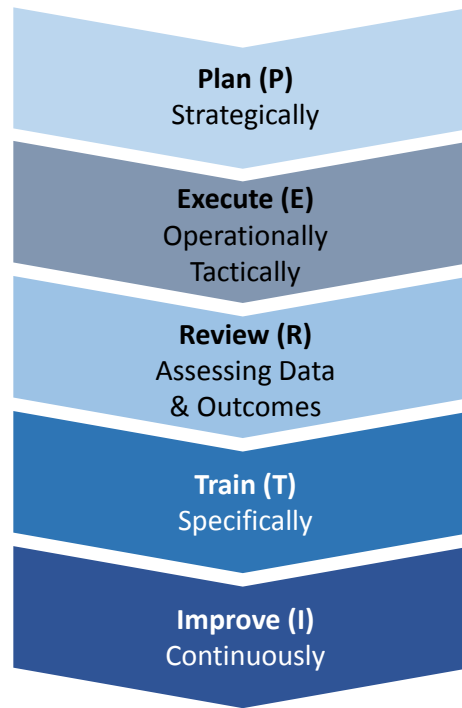 Plan (P)
Strategically
Execute (E)
Operationally
Tactically
Review (R)
Assessing Data
& Outcomes
Train (T)
Specifically
Improve (I)
Continuously